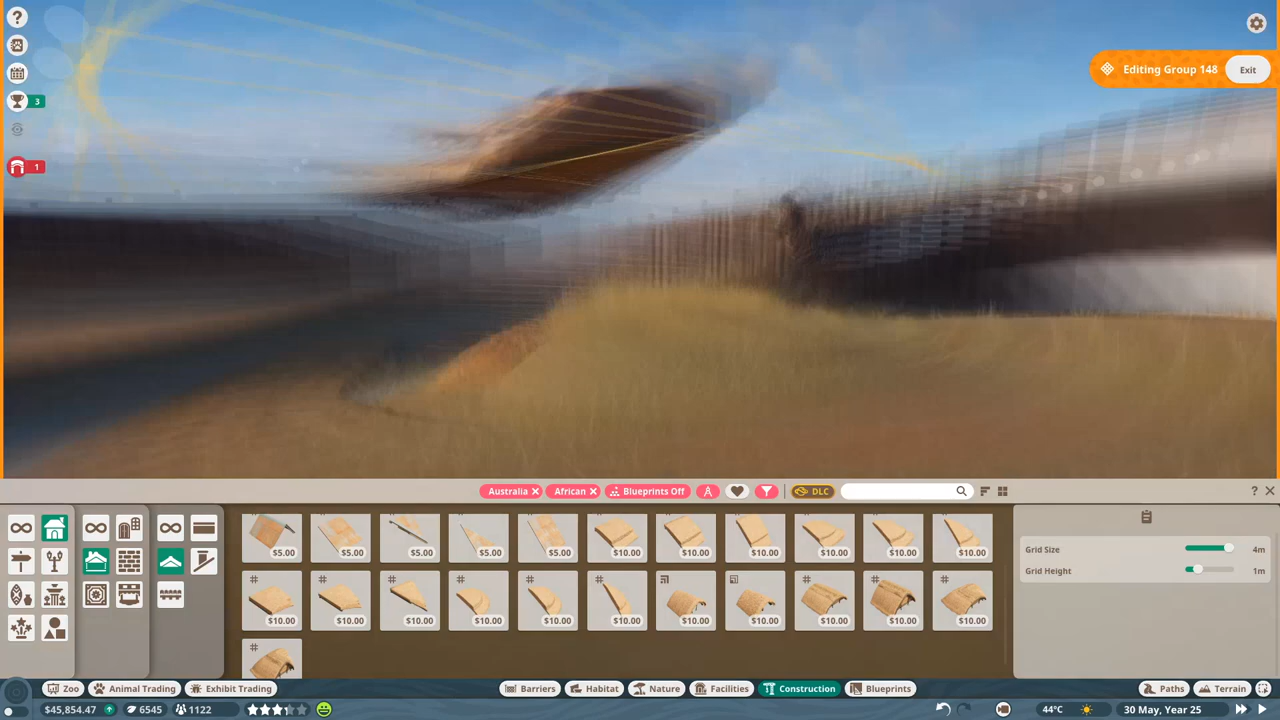 ?
3
1
Editing Group 148 Exit
Australia × African × Blueprints Off DLC
? ×
$5.00 $5.00 $5.00 $5.00 $5.00 $10.00 $10.00 $10.00 $10.00 $10.00 $10.00
$10.00 $10.00 $10.00 $10.00 $10.00 $10.00 $10.00 $10.00 $10.00 $10.00 $10.00
Grid Size 4m
Grid Height 1m
Zoo Animal Trading Exhibit Trading Barriers Habitat Nature Facilities Construction Blueprints Paths Terrain
$45,854.47 6545 1122 44°C 30 May, Year 25